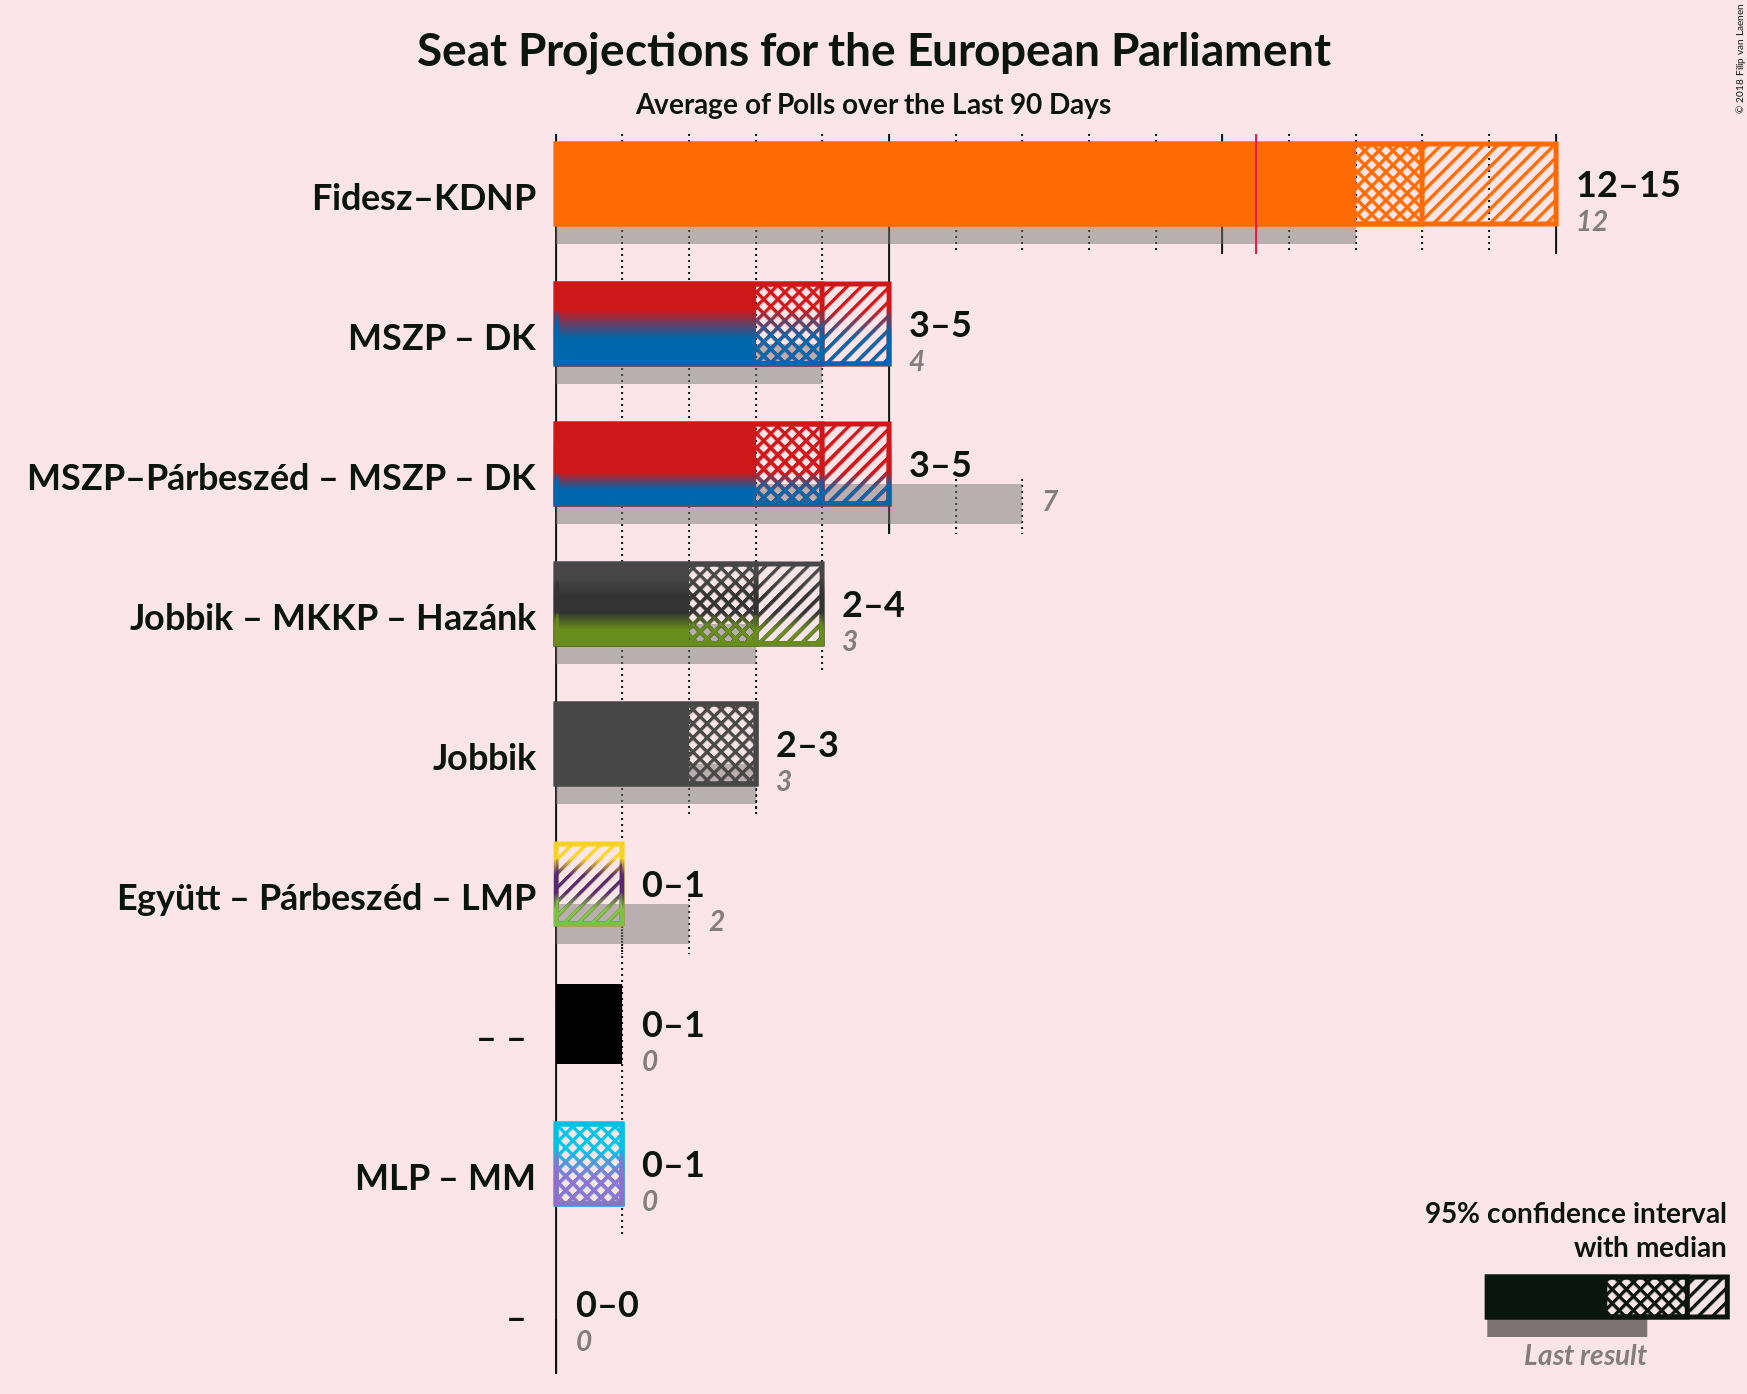 Seat Projections for the European Parliament
Average of Polls over the Last 90 Days
© 2018 Filip van Laenen
Fidesz–KDNP
12–15
12
MSZP – DK
3–5
4
MSZP–Párbeszéd – MSZP – DK
3–5
7
Jobbik – MKKP – Hazánk
2–4
3
Jobbik
2–3
3
Együtt – Párbeszéd – LMP
0–1
2
– –
0–1
0
MLP – MM
0–1
0
–
0–0
0
95% confidence interval
with median
Last result